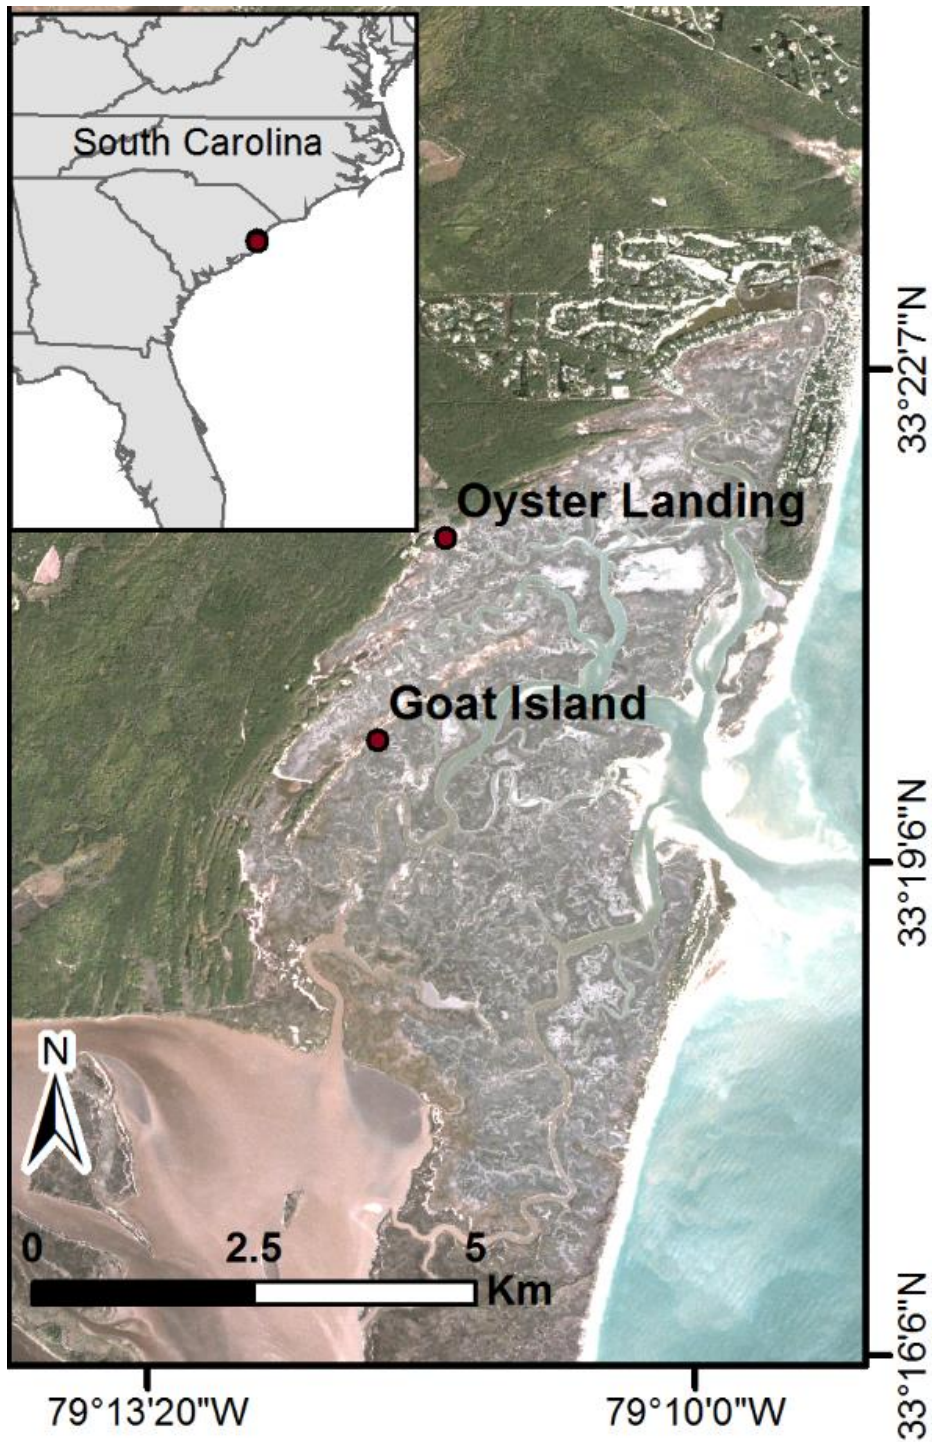 South Carolina
33°22'7"N
Oyster Landing
Goat Island
33°19'6"N
N
0 2.5 5
Km
33°16'6"N
79°13'20"W 79°10'0"W